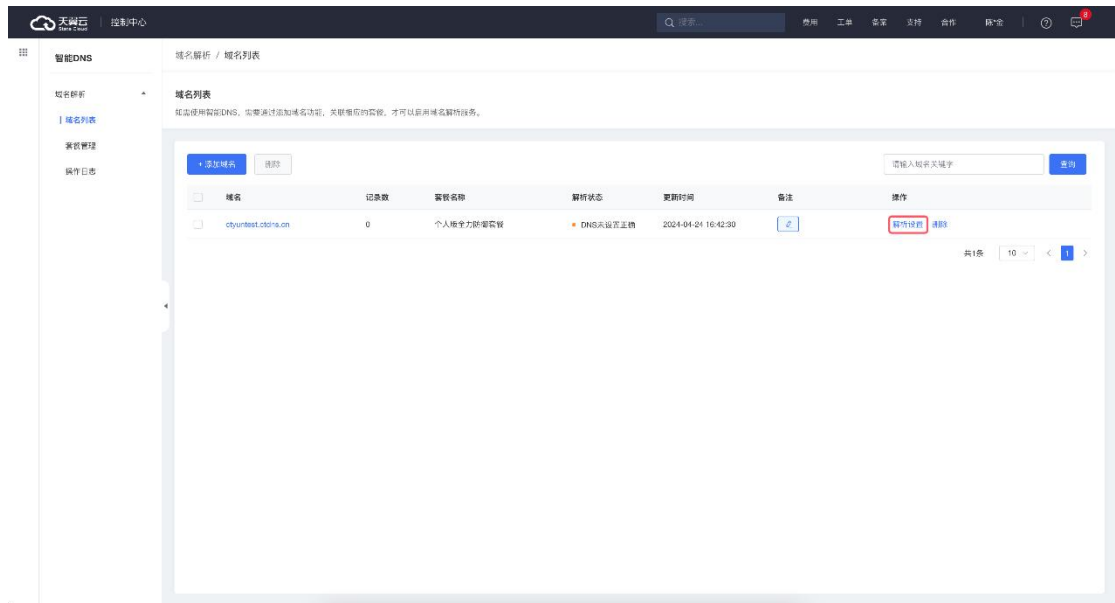 天翼云 State Cloud 控制中心 搜索... 费用 工单 备案 支持 合作 陈*金 8
智能DNS
域名解析 / 域名列表
域名解析
域名列表
套餐管理
操作日志
域名列表
如需使用智能DNS，需要通过添加域名功能，关联相应的套餐，才可以启用域名解析服务。
+ 添加域名 删除 请输入域名关键字 查询
域名 记录数 套餐名称 解析状态 更新时间 备注 操作
ctyuntest.ctdns.cn 0 个人版全力防御套餐 DNS未设置正确 2024-04-24 16:42:30 解析设置 删除
共1条 10 < 1 >